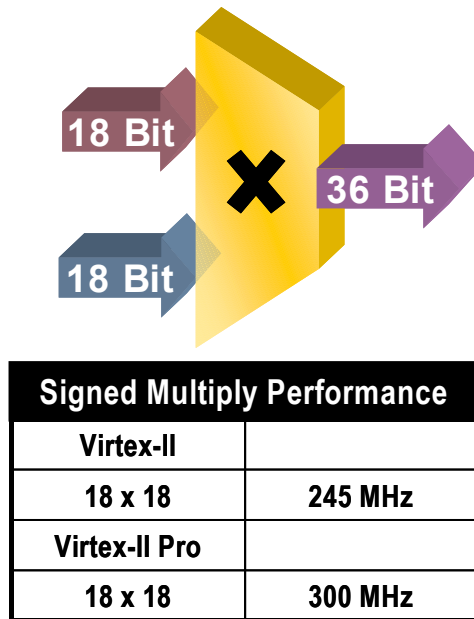 18 Bit
18 Bit
36 Bit
Signed Multiply Performance
Virtex-II
18 x 18 245 MHz
Virtex-II Pro
18 x 18 300 MHz